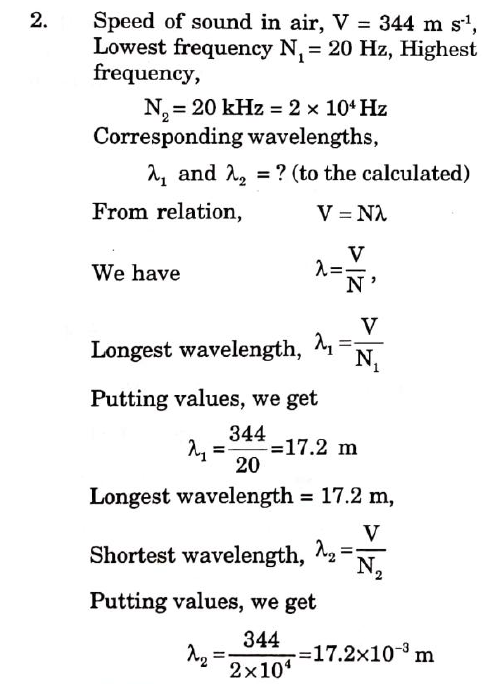 2. Speed of sound in air, V = 344 m s⁻¹,
Lowest frequency N₁ = 20 Hz, Highest
frequency,
N₂ = 20 kHz = 2 × 10⁴ Hz
Corresponding wavelengths,
λ₁ and λ₂ = ? (to the calculated)
From relation, V = Nλ
We have λ = V/N,
Longest wavelength, λ₁ = V/N₁
Putting values, we get
λ₁ = 344/20 = 17.2 m
Longest wavelength = 17.2 m,
Shortest wavelength, λ₂ = V/N₂
Putting values, we get
λ₂ = 344/2×10⁴ = 17.2×10⁻³ m